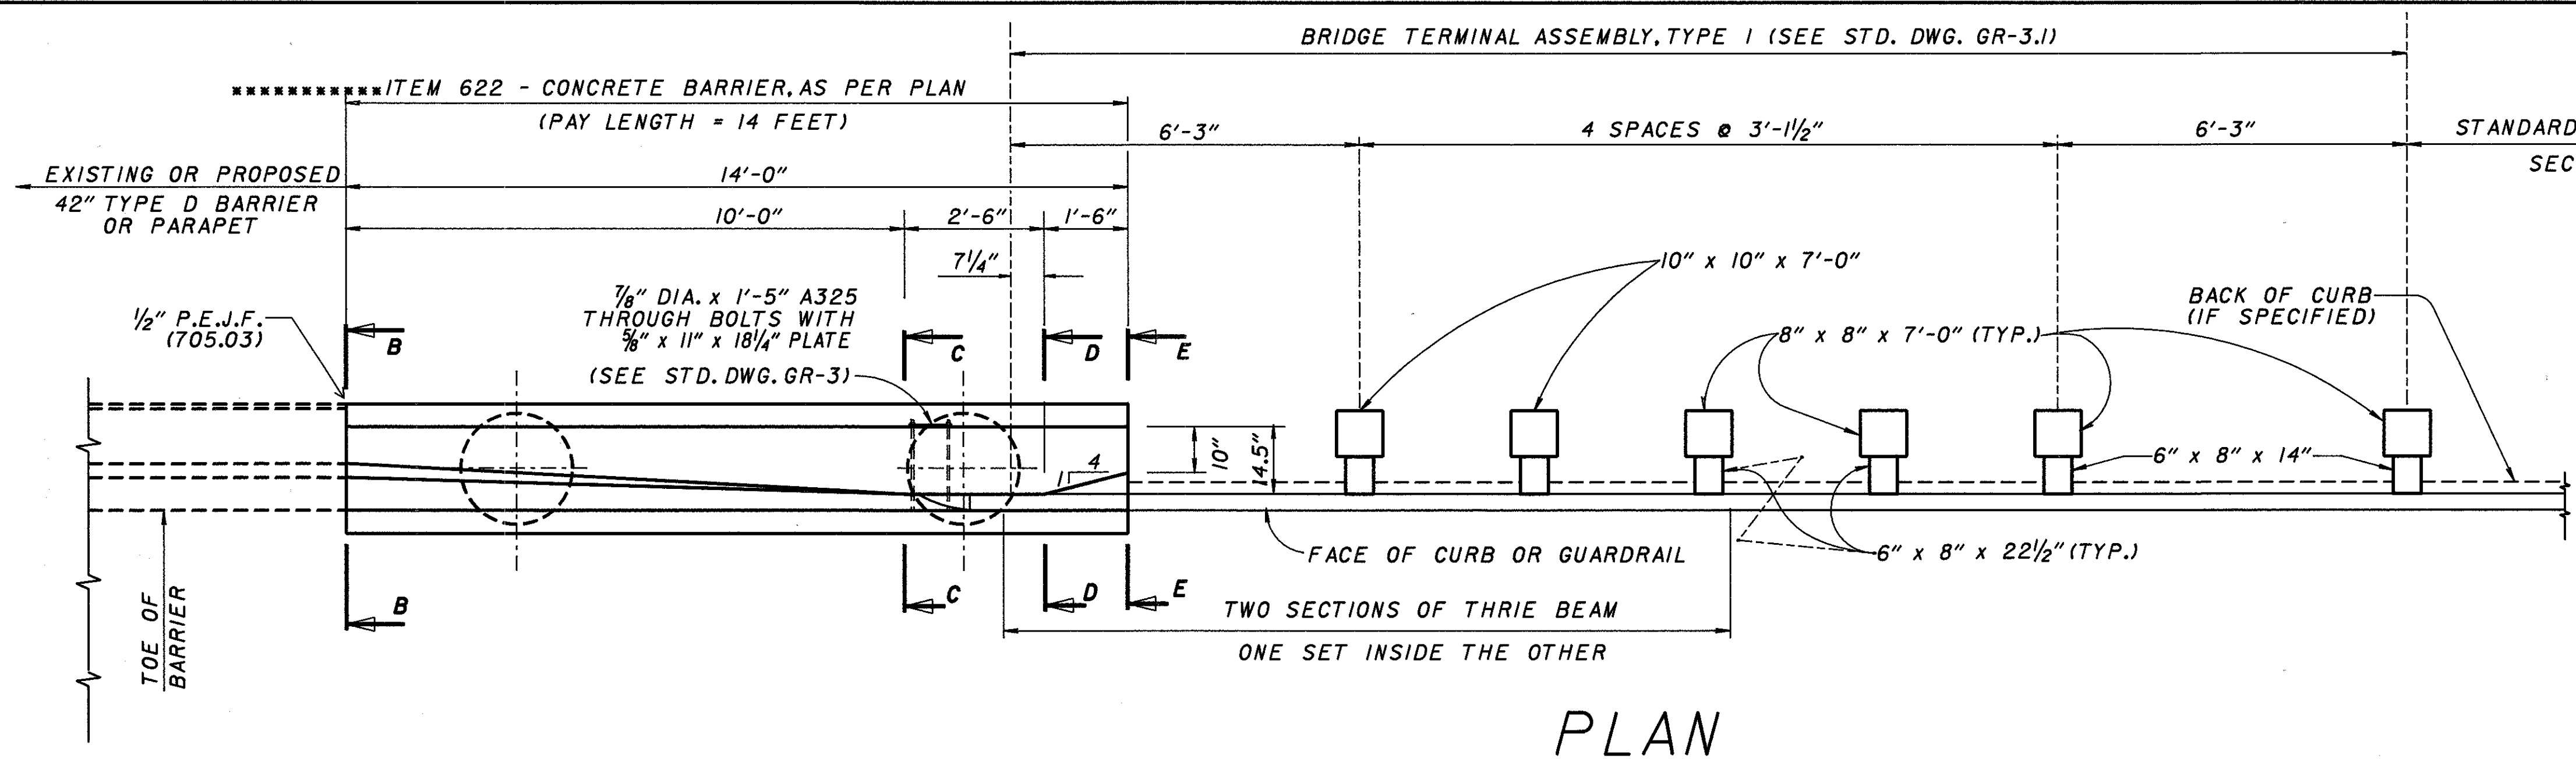 BRIDGE TERMINAL ASSEMBLY, TYPE 1 (SEE STD. DWG. GR-3.1)
**********ITEM 622 - CONCRETE BARRIER, AS PER PLAN
(PAY LENGTH = 14 FEET)
6'-3"
4 SPACES @ 3'-1½"
6'-3"
STANDARD
SEC
EXISTING OR PROPOSED
42" TYPE D BARRIER
OR PARAPET
14'-0"
10'-0"
2'-6"
1'-6"
7¼"
10" x 10" x 7'-0"
⅞" DIA. x 1'-5" A325
THROUGH BOLTS WITH
⅝" x 11" x 18¼" PLATE
(SEE STD. DWG. GR-3)
½" P.E.J.F.
(705.03)
BACK OF CURB
(IF SPECIFIED)
8" x 8" x 7'-0" (TYP.)
B
C
D
E
4
1
10"
14.5"
6" x 8" x 14"
FACE OF CURB OR GUARDRAIL
6" x 8" x 22½" (TYP.)
B
C
D
E
TOE OF
BARRIER
TWO SECTIONS OF THRIE BEAM
ONE SET INSIDE THE OTHER
PLAN